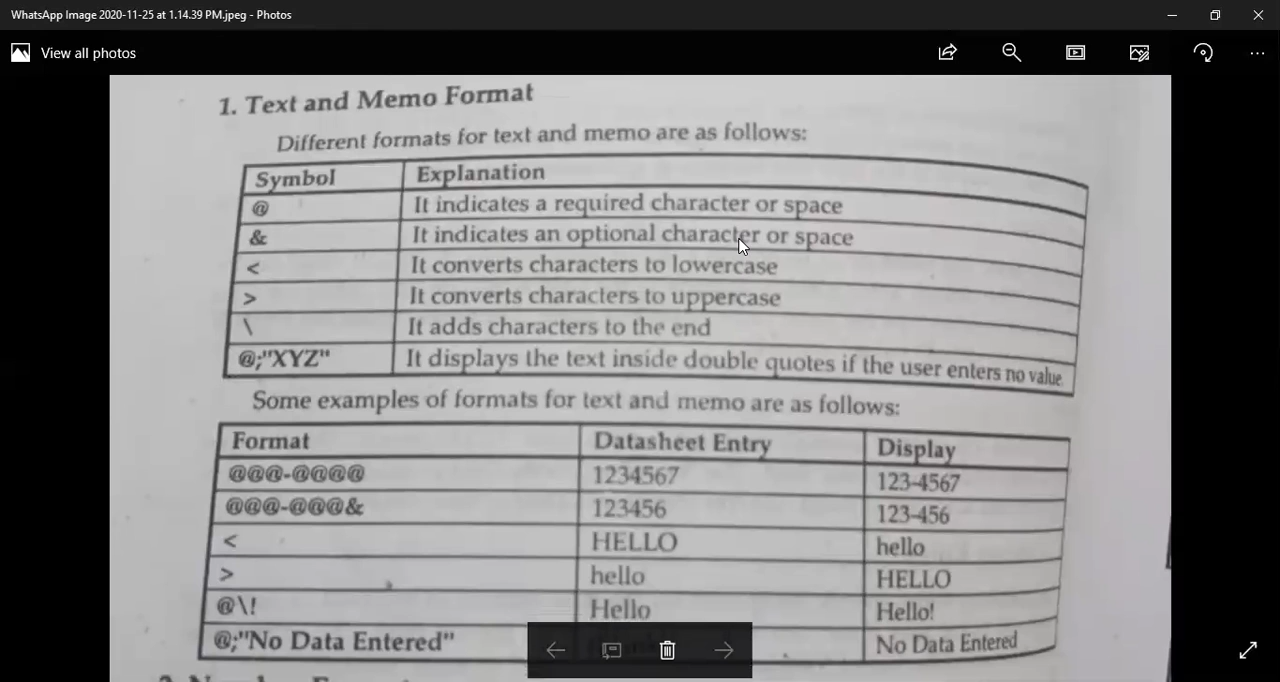 WhatsApp Image 2020-11-25 at 1.14.39 PM.jpeg - Photos
View all photos
1. Text and Memo Format
Different formats for text and memo are as follows:
Symbol Explanation
@ It indicates a required character or space
& It indicates an optional character or space
< It converts characters to lowercase
> It converts characters to uppercase
\ It adds characters to the end
@;"XYZ" It displays the text inside double quotes if the user enters no value
Some examples of formats for text and memo are as follows:
Format Datasheet Entry Display
@@@-@@@@ 1234567 123-4567
@@@-@@@& 123456 123-456
< HELLO hello
> hello HELLO
@\! Hello Hello!
@;"No Data Entered" No Data Entered